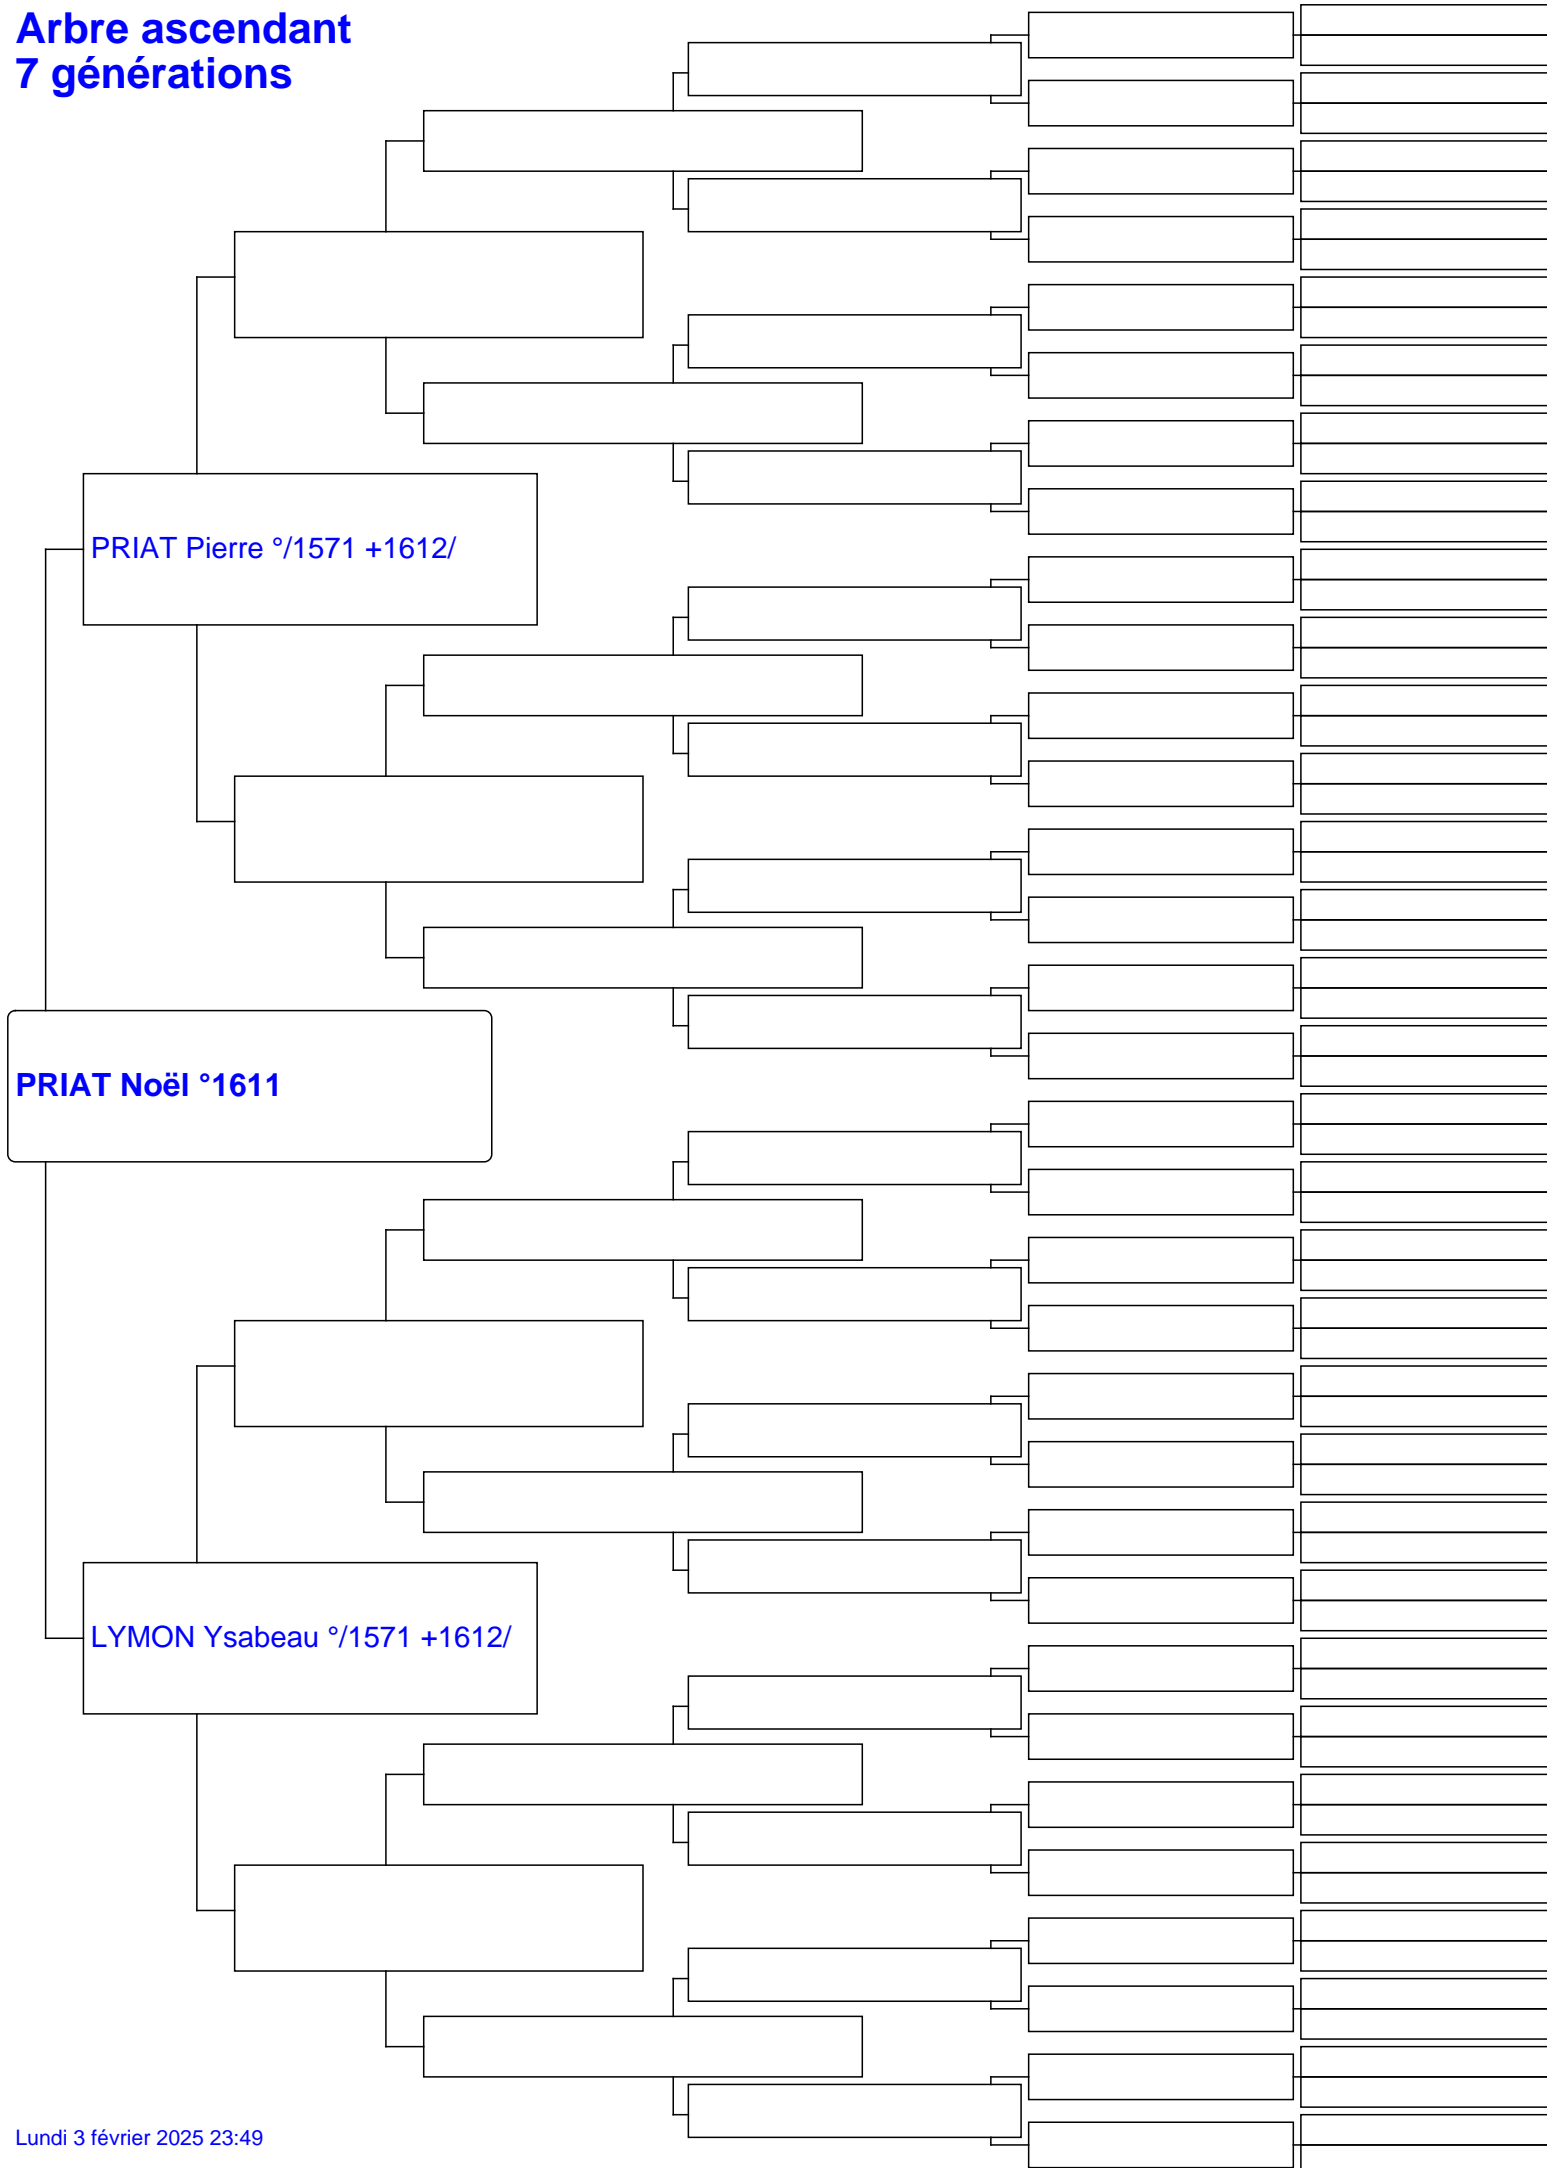 Arbre ascendant
7 générations
PRIAT Pierre °/1571 +1612/
PRIAT Noël °1611
LYMON Ysabeau °/1571 +1612/
Lundi 3 février 2025 23:49